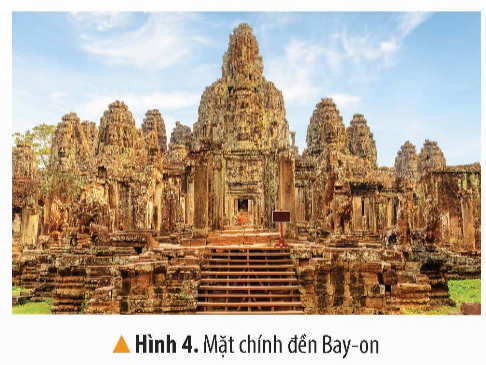 ▲ Hình 4. Mặt chính đền Bay-on